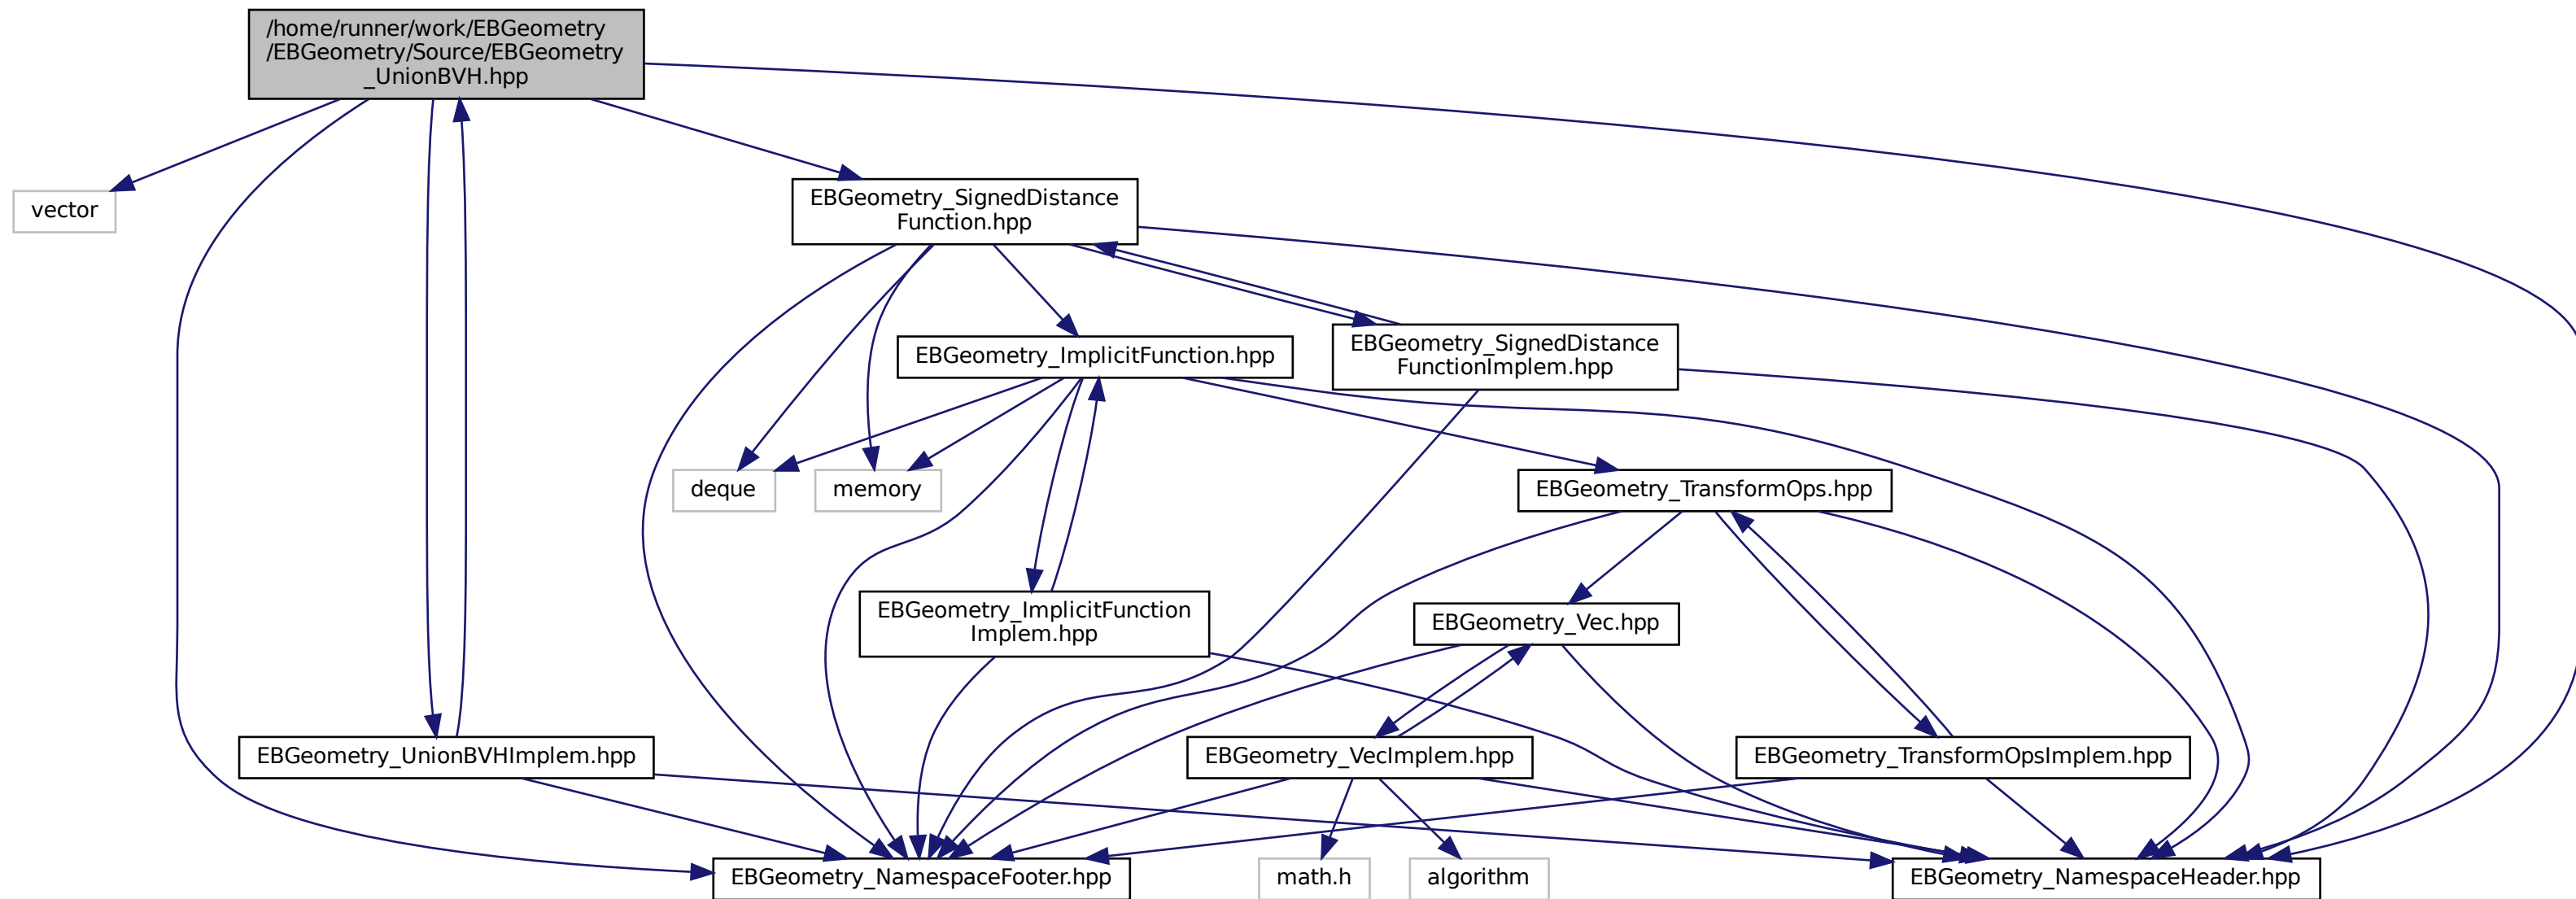 /home/runner/work/EBGeometry
/EBGeometry/Source/EBGeometry
_UnionBVH.hpp
vector
EBGeometry_SignedDistance
Function.hpp
EBGeometry_ImplicitFunction.hpp
EBGeometry_SignedDistance
FunctionImplem.hpp
deque
memory
EBGeometry_TransformOps.hpp
EBGeometry_ImplicitFunction
Implem.hpp
EBGeometry_Vec.hpp
EBGeometry_UnionBVHImplem.hpp
EBGeometry_VecImplem.hpp
EBGeometry_TransformOpsImplem.hpp
EBGeometry_NamespaceFooter.hpp
math.h
algorithm
EBGeometry_NamespaceHeader.hpp